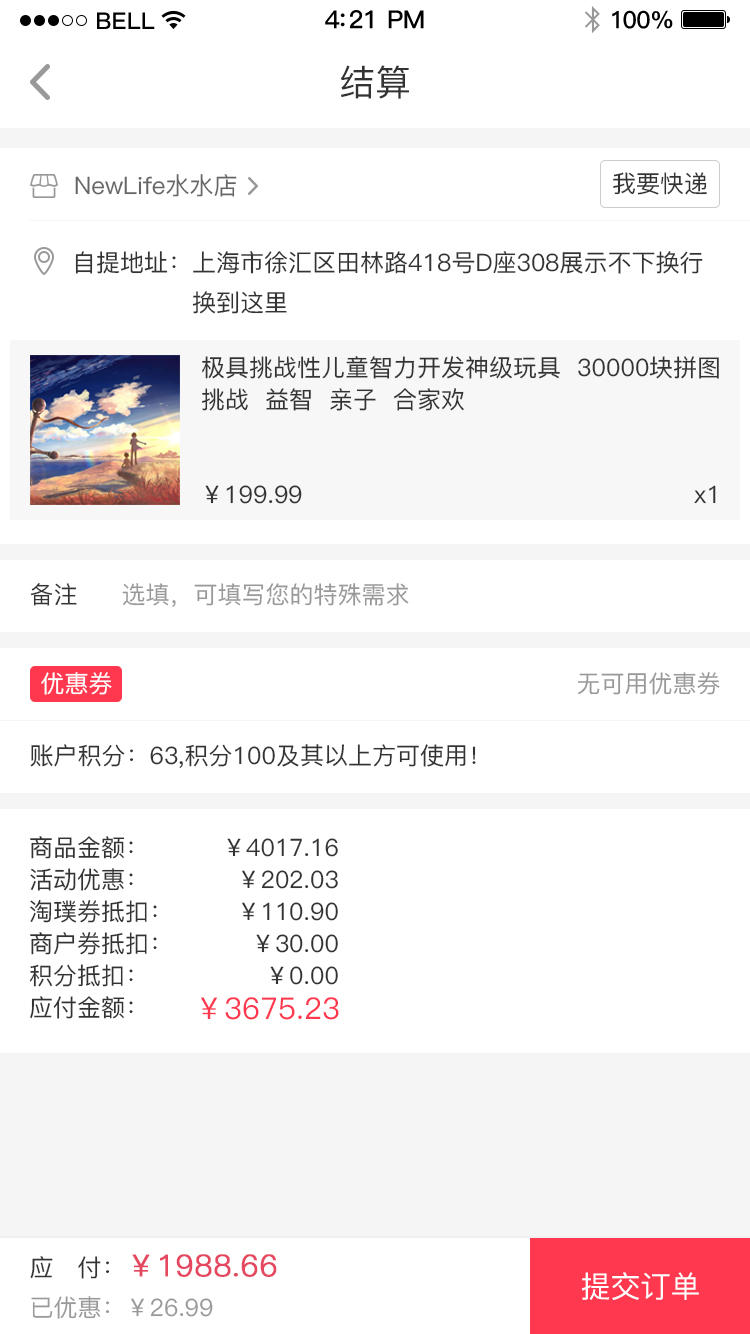 BELL 4:21 PM 100%
结算
NewLife水水店 我要快递
自提地址：上海市徐汇区田林路418号D座308展示不下换行
换到这里
极具挑战性儿童智力开发神级玩具 30000块拼图
挑战 益智 亲子 合家欢
¥199.99 x1
备注 选填，可填写您的特殊需求
优惠券 无可用优惠券
账户积分：63,积分100及其以上方可使用！
商品金额： ¥4017.16
活动优惠： ¥202.03
淘璞券抵扣： ¥110.90
商户券抵扣： ¥30.00
积分抵扣： ¥0.00
应付金额： ¥3675.23
应 付： ¥1988.66
已优惠： ¥26.99
提交订单